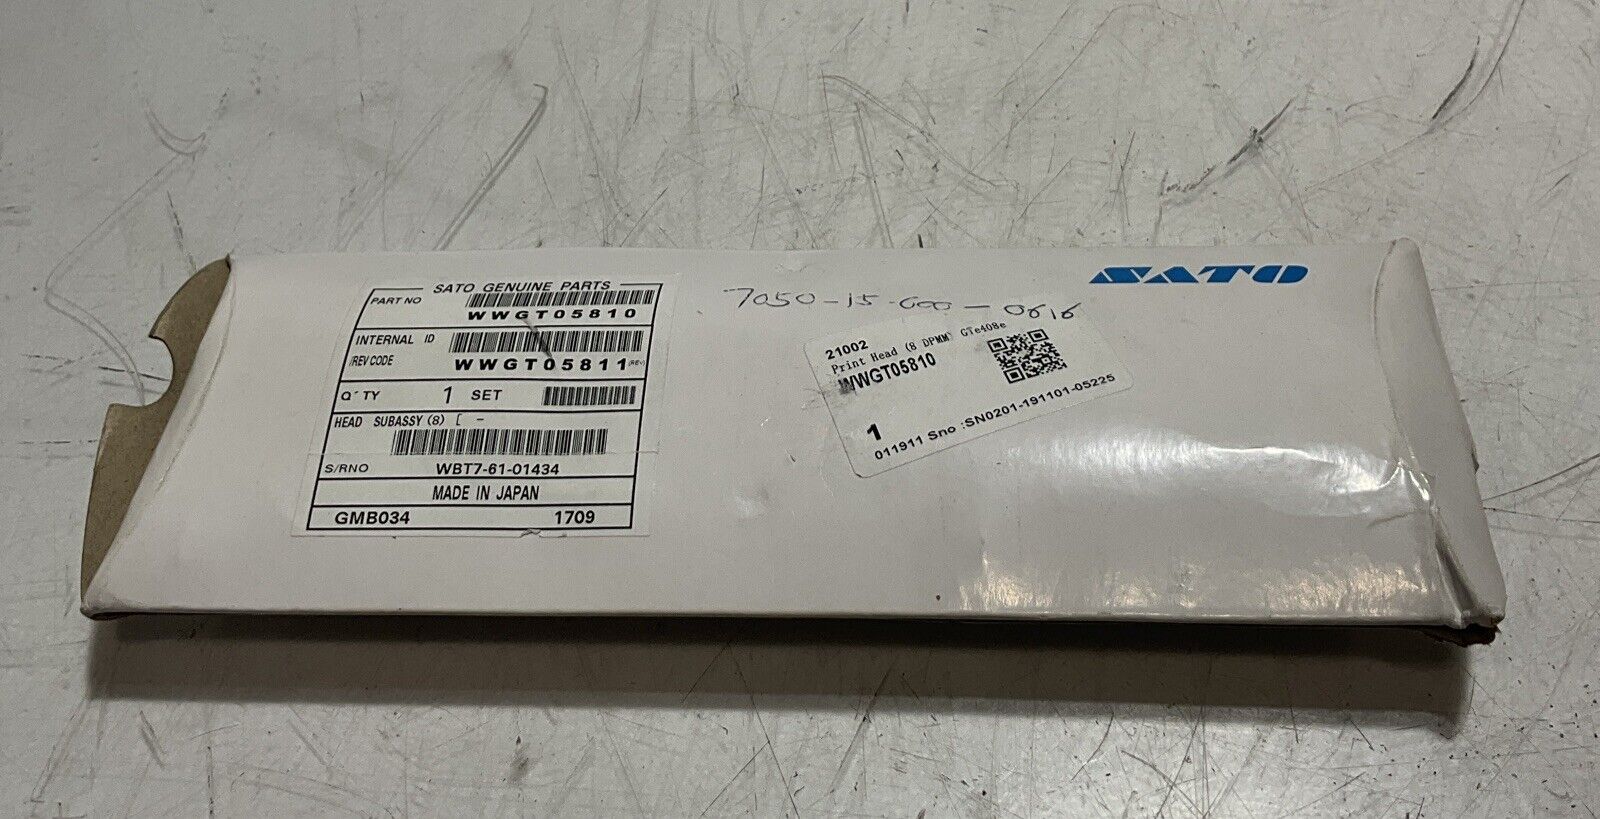 SATO GENUINE PARTS
PART NO
WWGT05810
INTERNAL ID
/REV CODE WWGT05811 (REV)
Q'TY 1 SET
HEAD SUBASSY (8) [ -
S/RNO WBT7-61-01434
MADE IN JAPAN
GMB034 1709
SATO
7050-15-000-0616
21002
Print Head (8 DPMM) GTe408e
WWGT05810
1
011911 Sno :SN0201-191101-05225